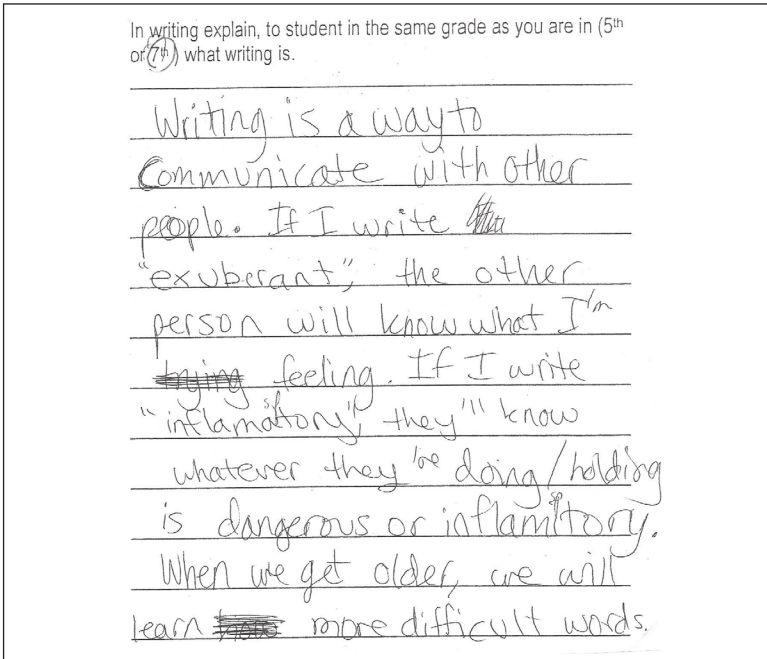 In writing explain, to student in the same grade as you are in (5th
or 7th) what writing is.
Writing is a way to
Communicate with other
people. If I write
"exuberant", the other
person will know what I'm
trying feeling. If I write
"inflamatory", they'll know
whatever they're doing/holding
is dangerous or inflamitory.
When we get older, we will
learn more difficult words.